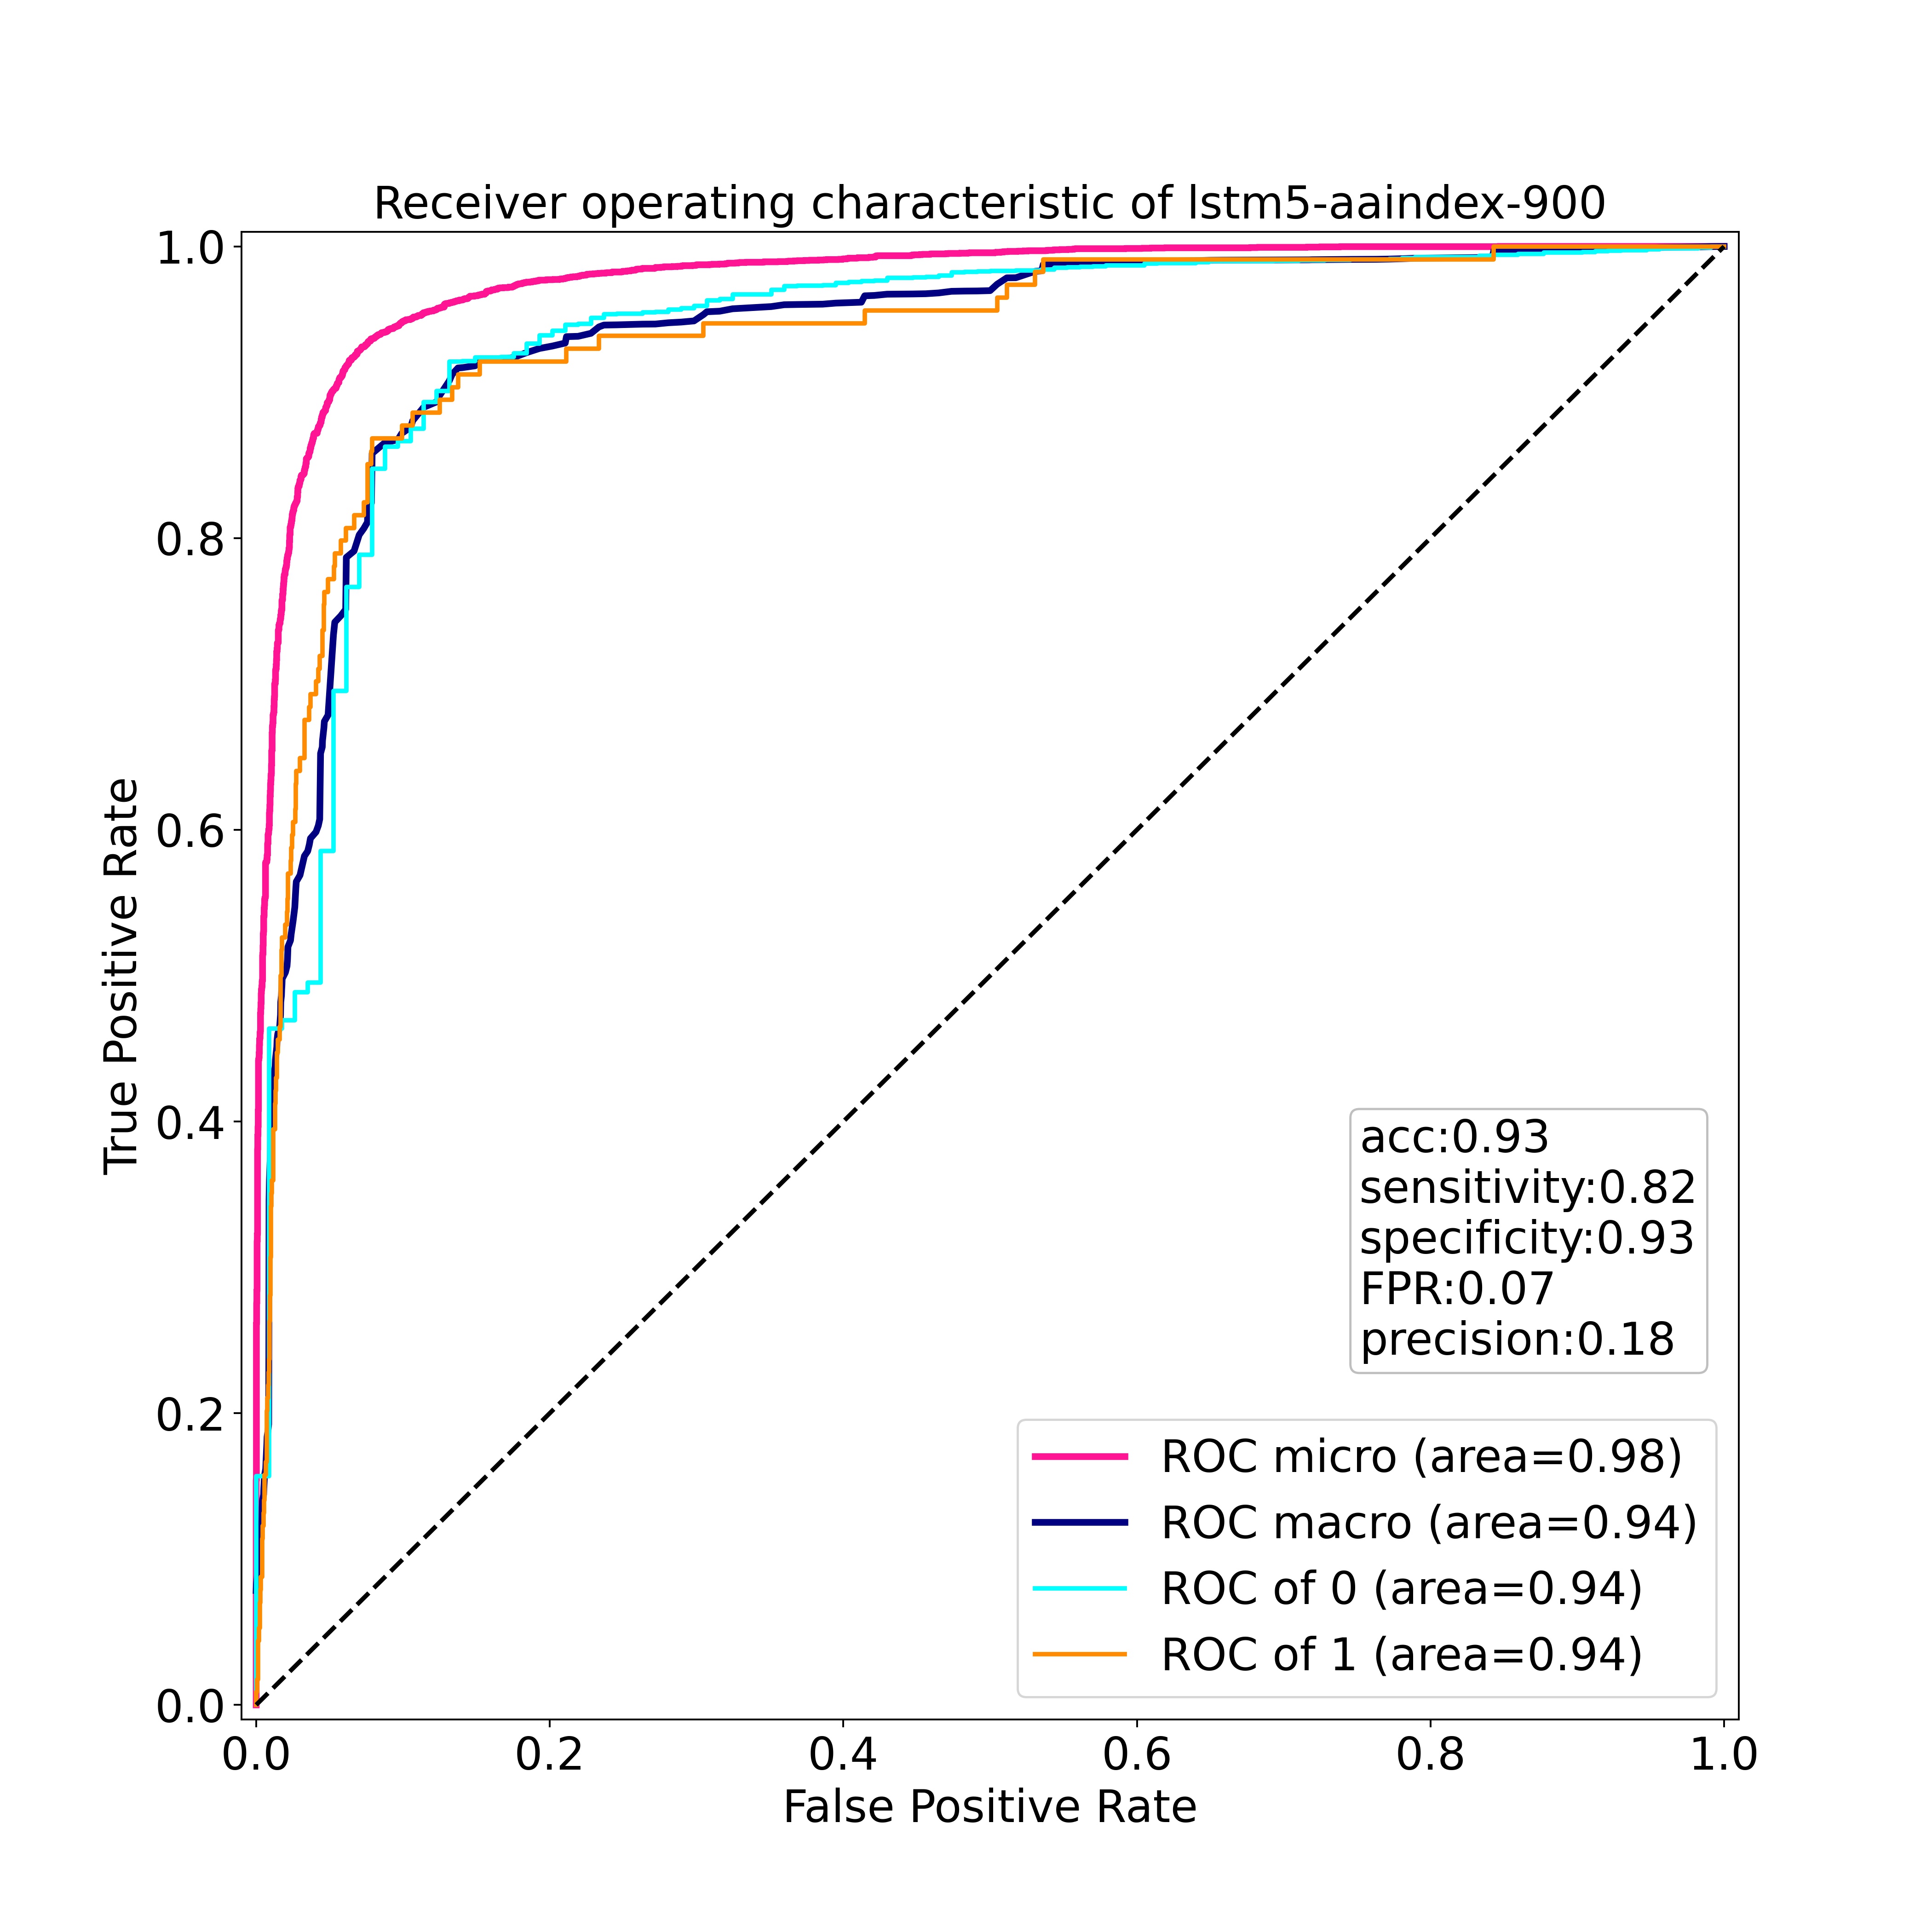 Receiver operating characteristic of lstm5-aaindex-900
1.0
0.8
0.6
0.4
0.2
0.0
True Positive Rate
acc:0.93
sensitivity:0.82
specificity:0.93
FPR:0.07
precision:0.18
ROC micro (area=0.98)
ROC macro (area=0.94)
ROC of 0 (area=0.94)
ROC of 1 (area=0.94)
0.0 0.2 0.4 0.6 0.8 1.0
False Positive Rate